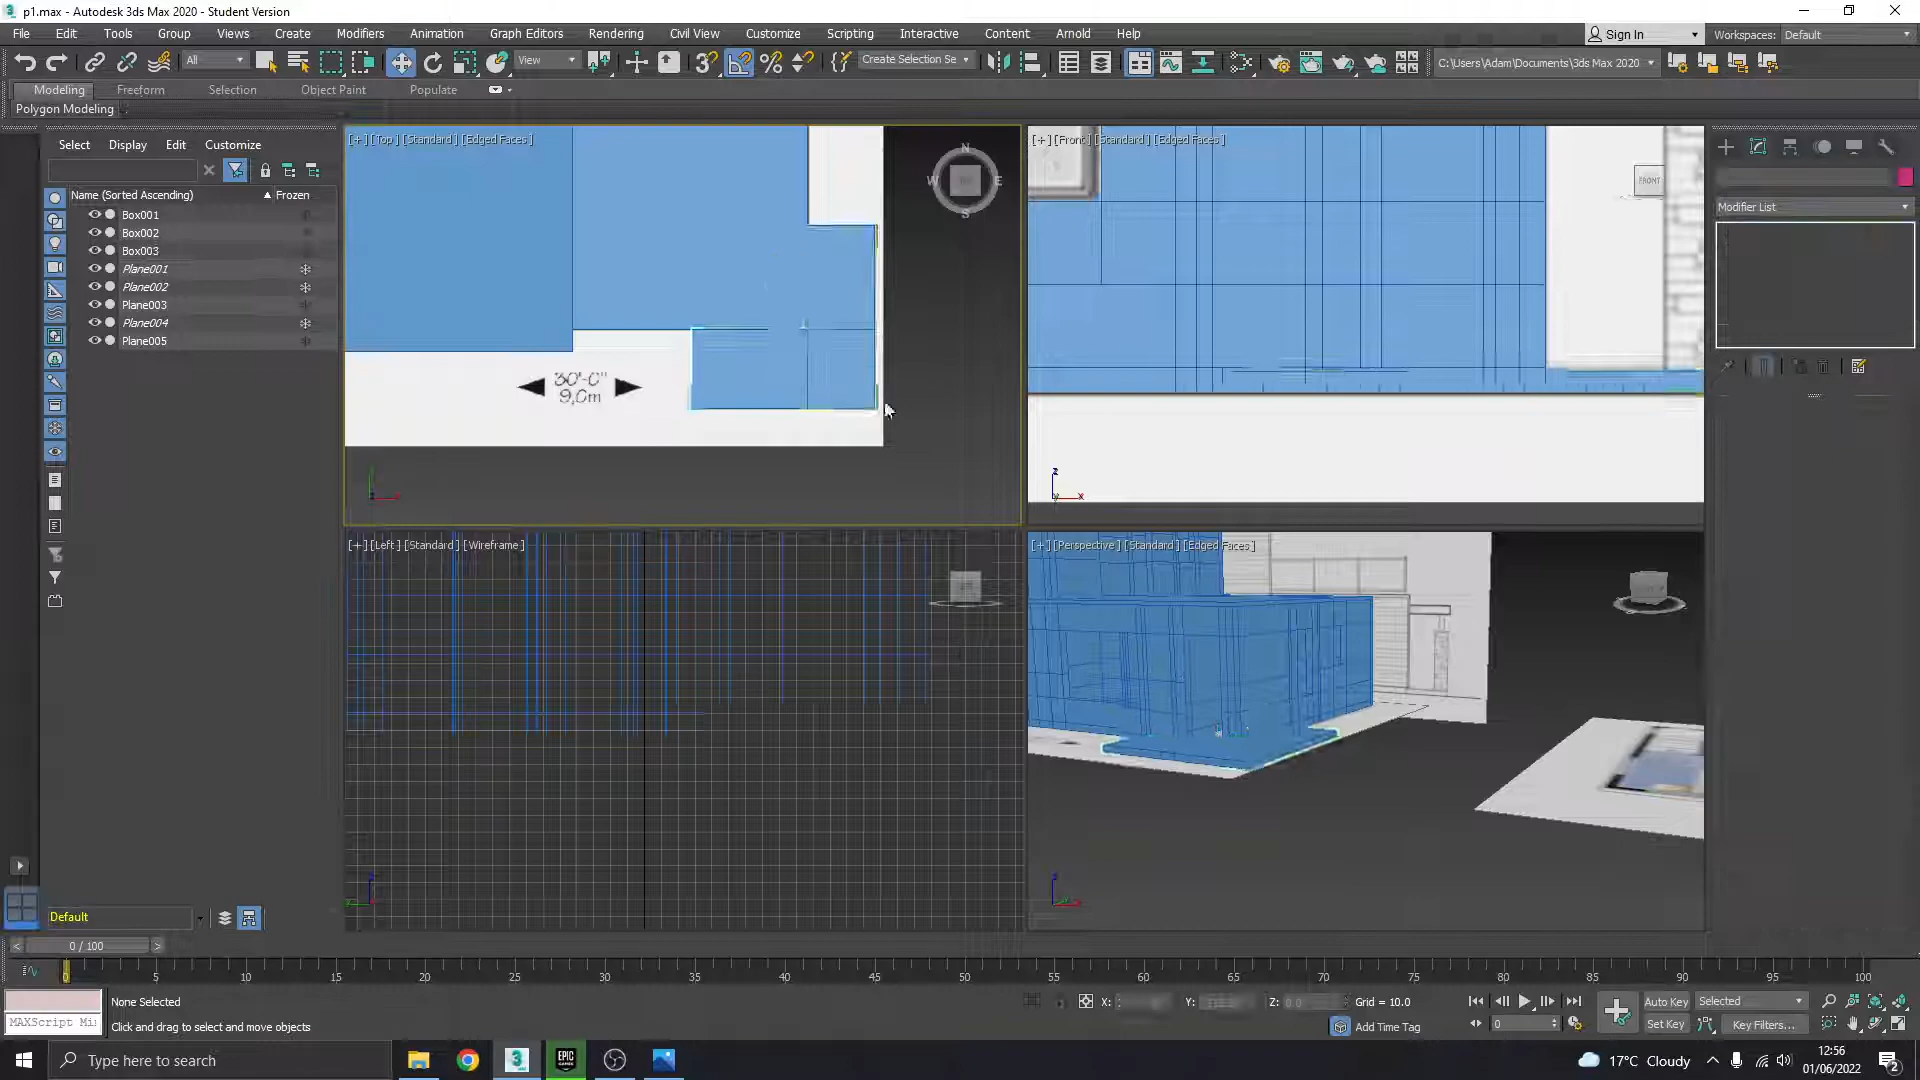 p1.max - Autodesk 3ds Max 2020 - Student Version
File Edit Tools Group Views Create Modifiers Animation Graph Editors Rendering Civil View Customize Scripting Interactive Content Arnold Help
Sign In
Workspaces: Default
All
View
Create Selection Se
C:\Users\Adam\Documents\3ds Max 2020
Modeling Freeform Selection Object Paint Populate
Polygon Modeling
Select Display Edit Customize
Name (Sorted Ascending) Frozen
Box001
Box002
Box003
Plane001
Plane002
Plane003
Plane004
Plane005
[+] [Top] [Standard] [Edged Faces]
N
W E
S
30'-0"
9,0m
[+] [Front] [Standard] [Edged Faces]
FRONT
z
x
Modifier List
[+] [Left] [Standard] [Wireframe]
[+] [Perspective] [Standard] [Edged Faces]
Default
< 0 / 100 >
0 5 10 15 20 25 30 35 40 45 50 55 60 65 70 75 80 85 90 95 100
None Selected
X: Y: Z: 0.0 Grid = 10.0
Auto Key Selected
MAXScript Mi
Click and drag to select and move objects
Add Time Tag
0
Set Key Key Filters...
Type here to search
17°C Cloudy
12:56
01/06/2022
2